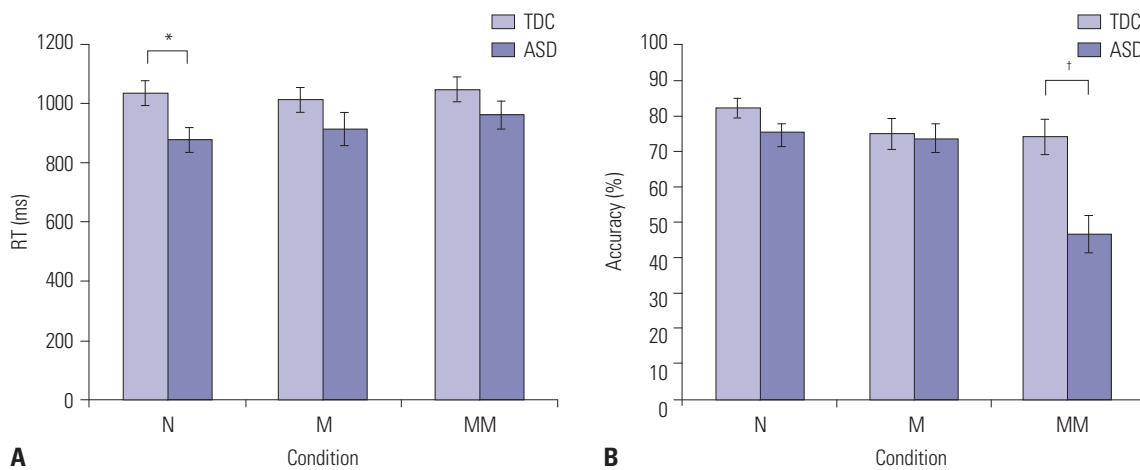 TDC
ASD
1200
1000
800
600
400
200
0
RT (ms)
*
N M MM
Condition
A
TDC
ASD
100
90
80
70
60
50
40
30
20
10
0
Accuracy (%)
†
N M MM
Condition
B